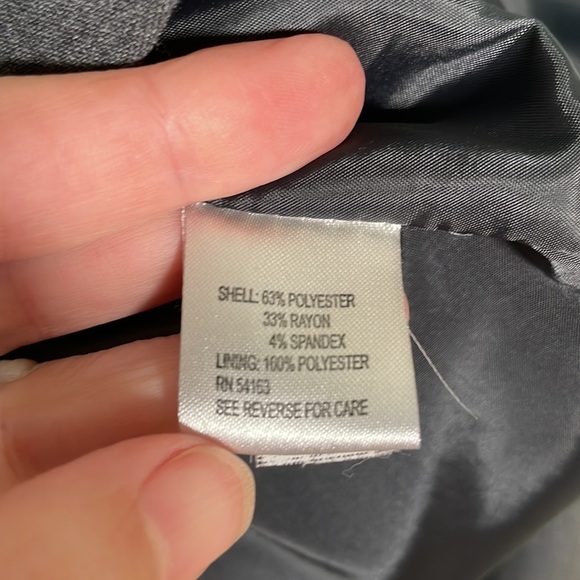 SHELL: 63% POLYESTER
33% RAYON
4% SPANDEX
LINING: 100% POLYESTER
RN 54163
SEE REVERSE FOR CARE